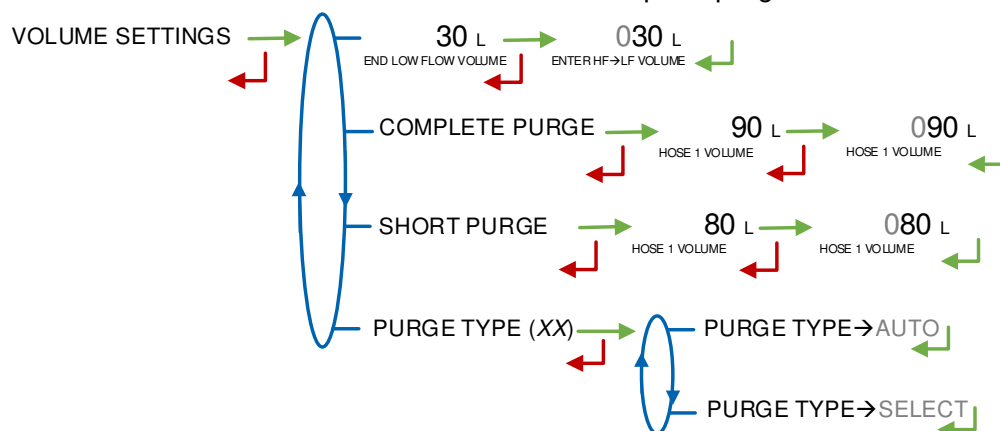 VOLUME SETTINGS
30 L
END LOW FLOW VOLUME
030 L
ENTER HF→LF VOLUME
COMPLETE PURGE
90 L
HOSE 1 VOLUME
090 L
HOSE 1 VOLUME
SHORT PURGE
80 L
HOSE 1 VOLUME
080 L
HOSE 1 VOLUME
PURGE TYPE (XX)
PURGE TYPE→AUTO
PURGE TYPE→SELECT